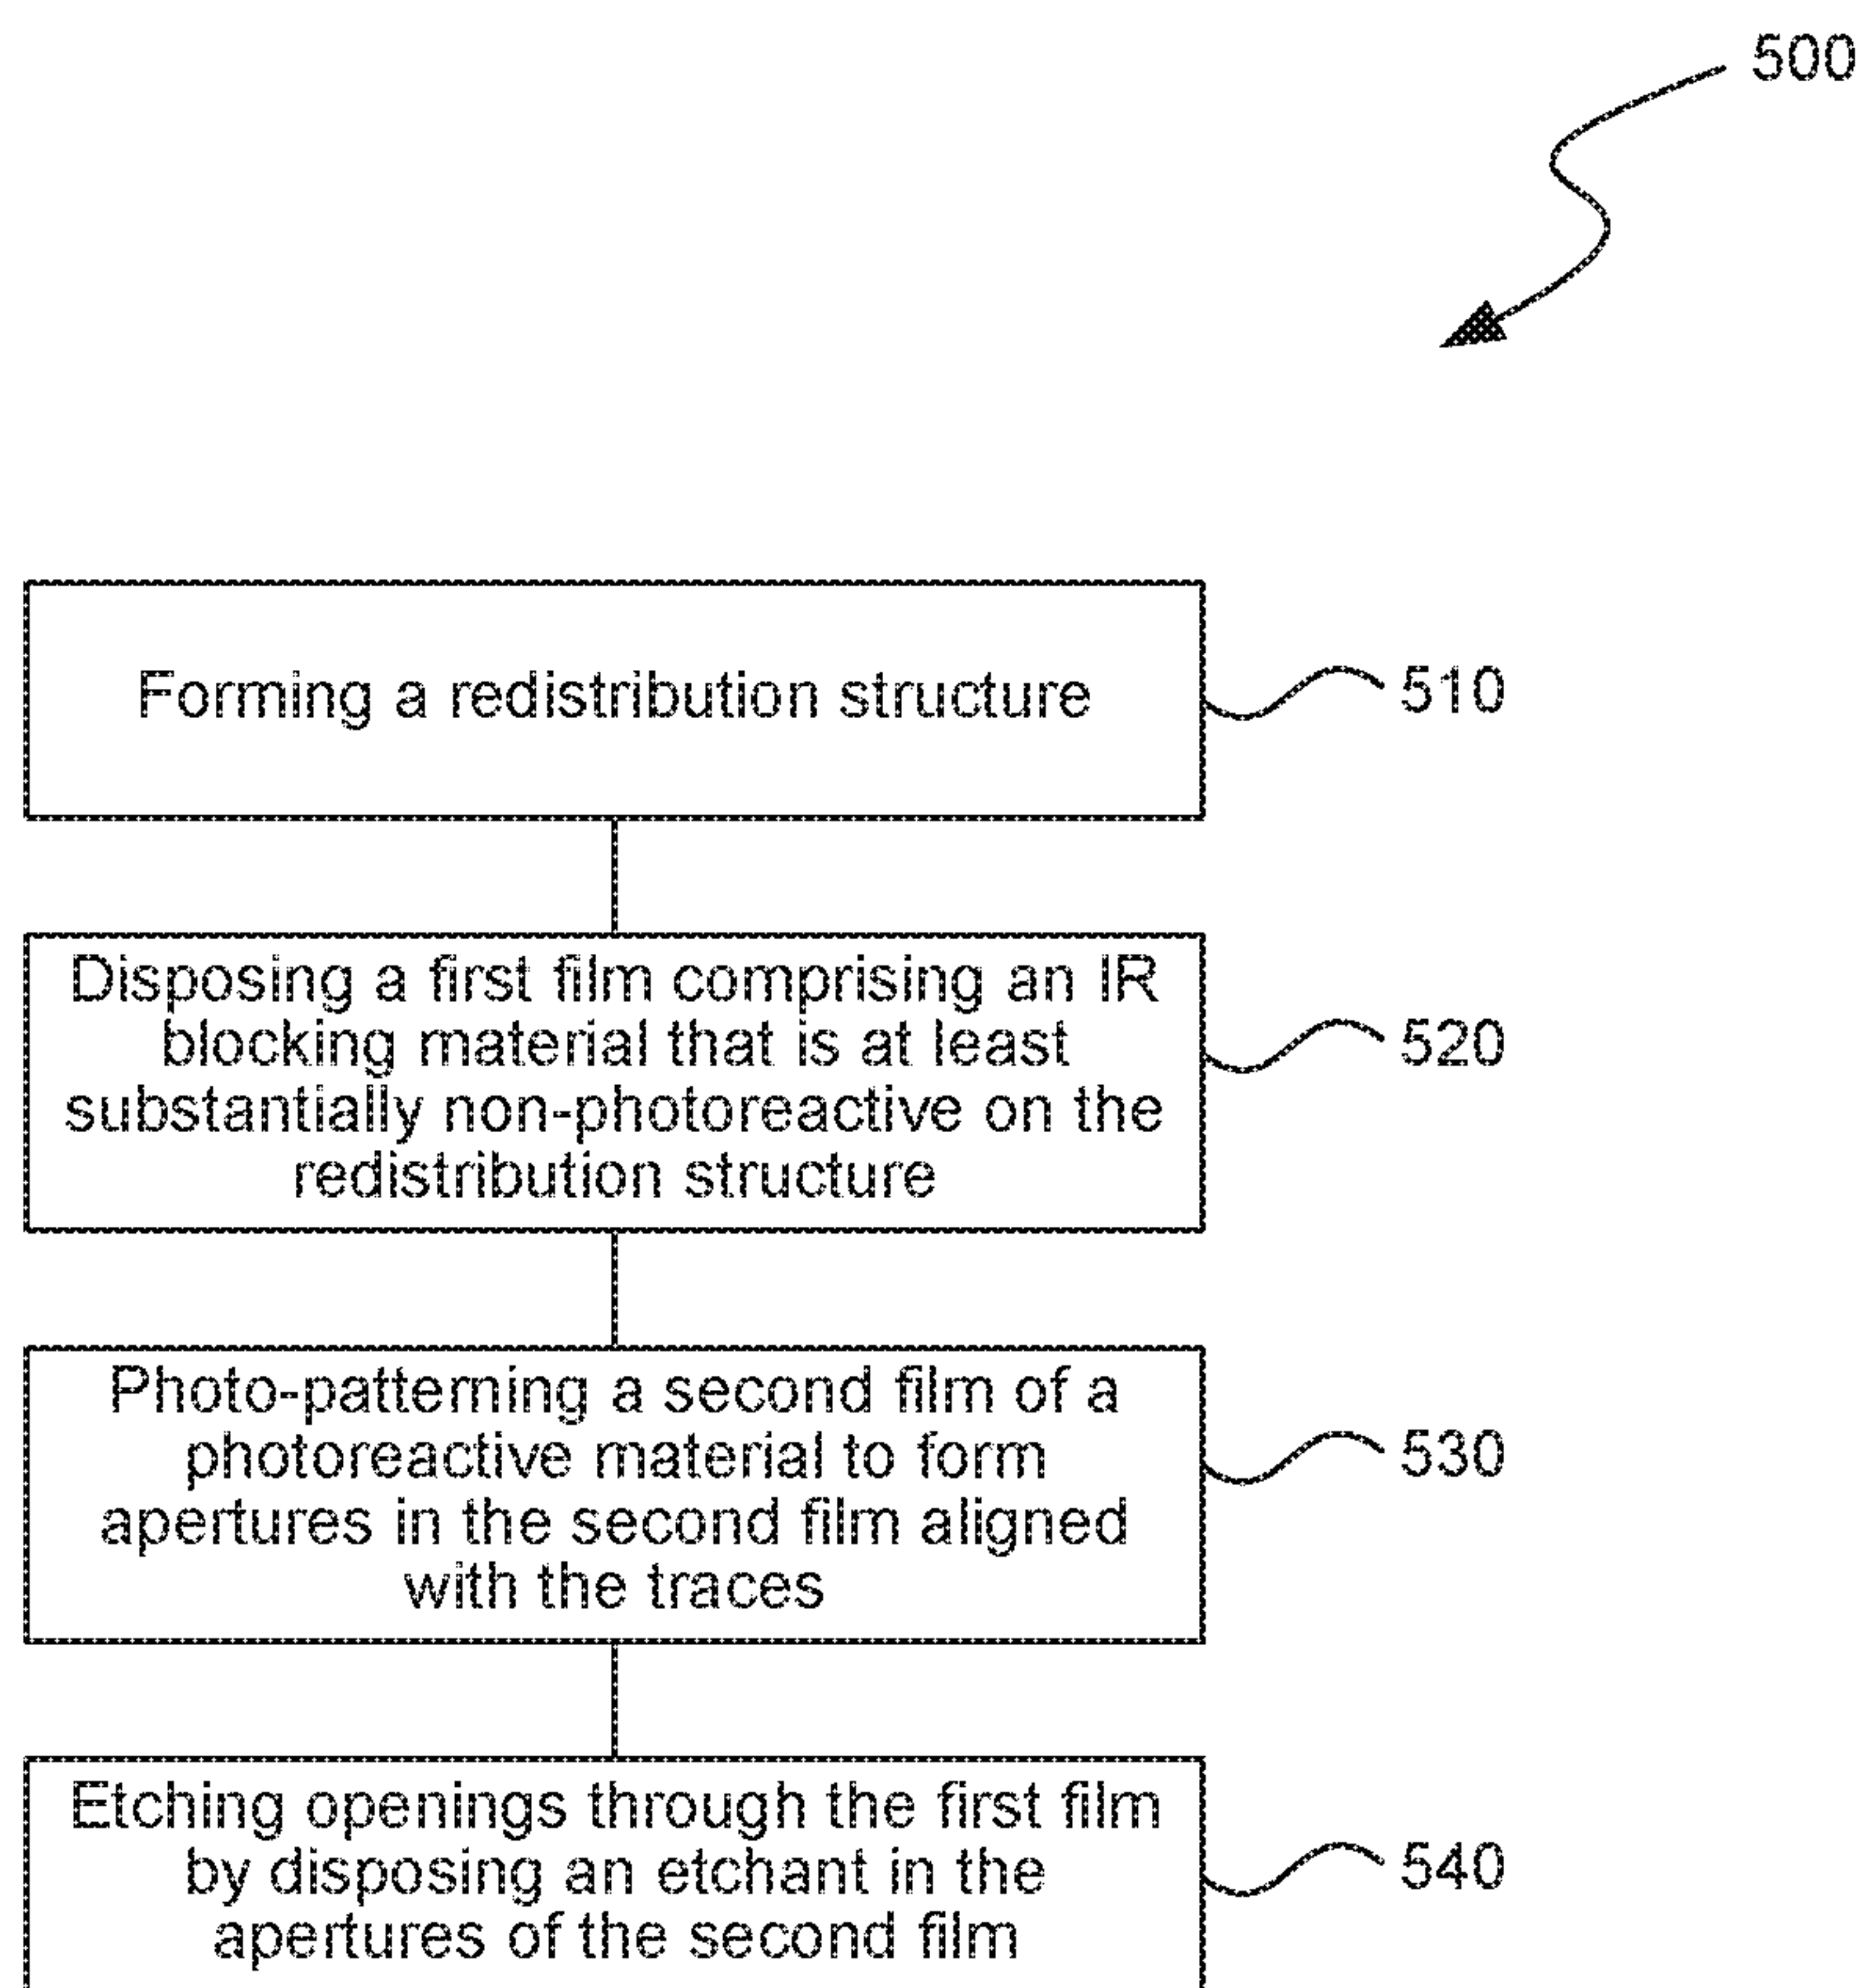 500
Forming a redistribution structure
510
Disposing a first film comprising an IR
blocking material that is at least
substantially non-photoreactive on the
redistribution structure
520
Photo-patterning a second film of a
photoreactive material to form
apertures in the second film aligned
with the traces
530
Etching openings through the first film
by disposing an etchant in the
apertures of the second film
540